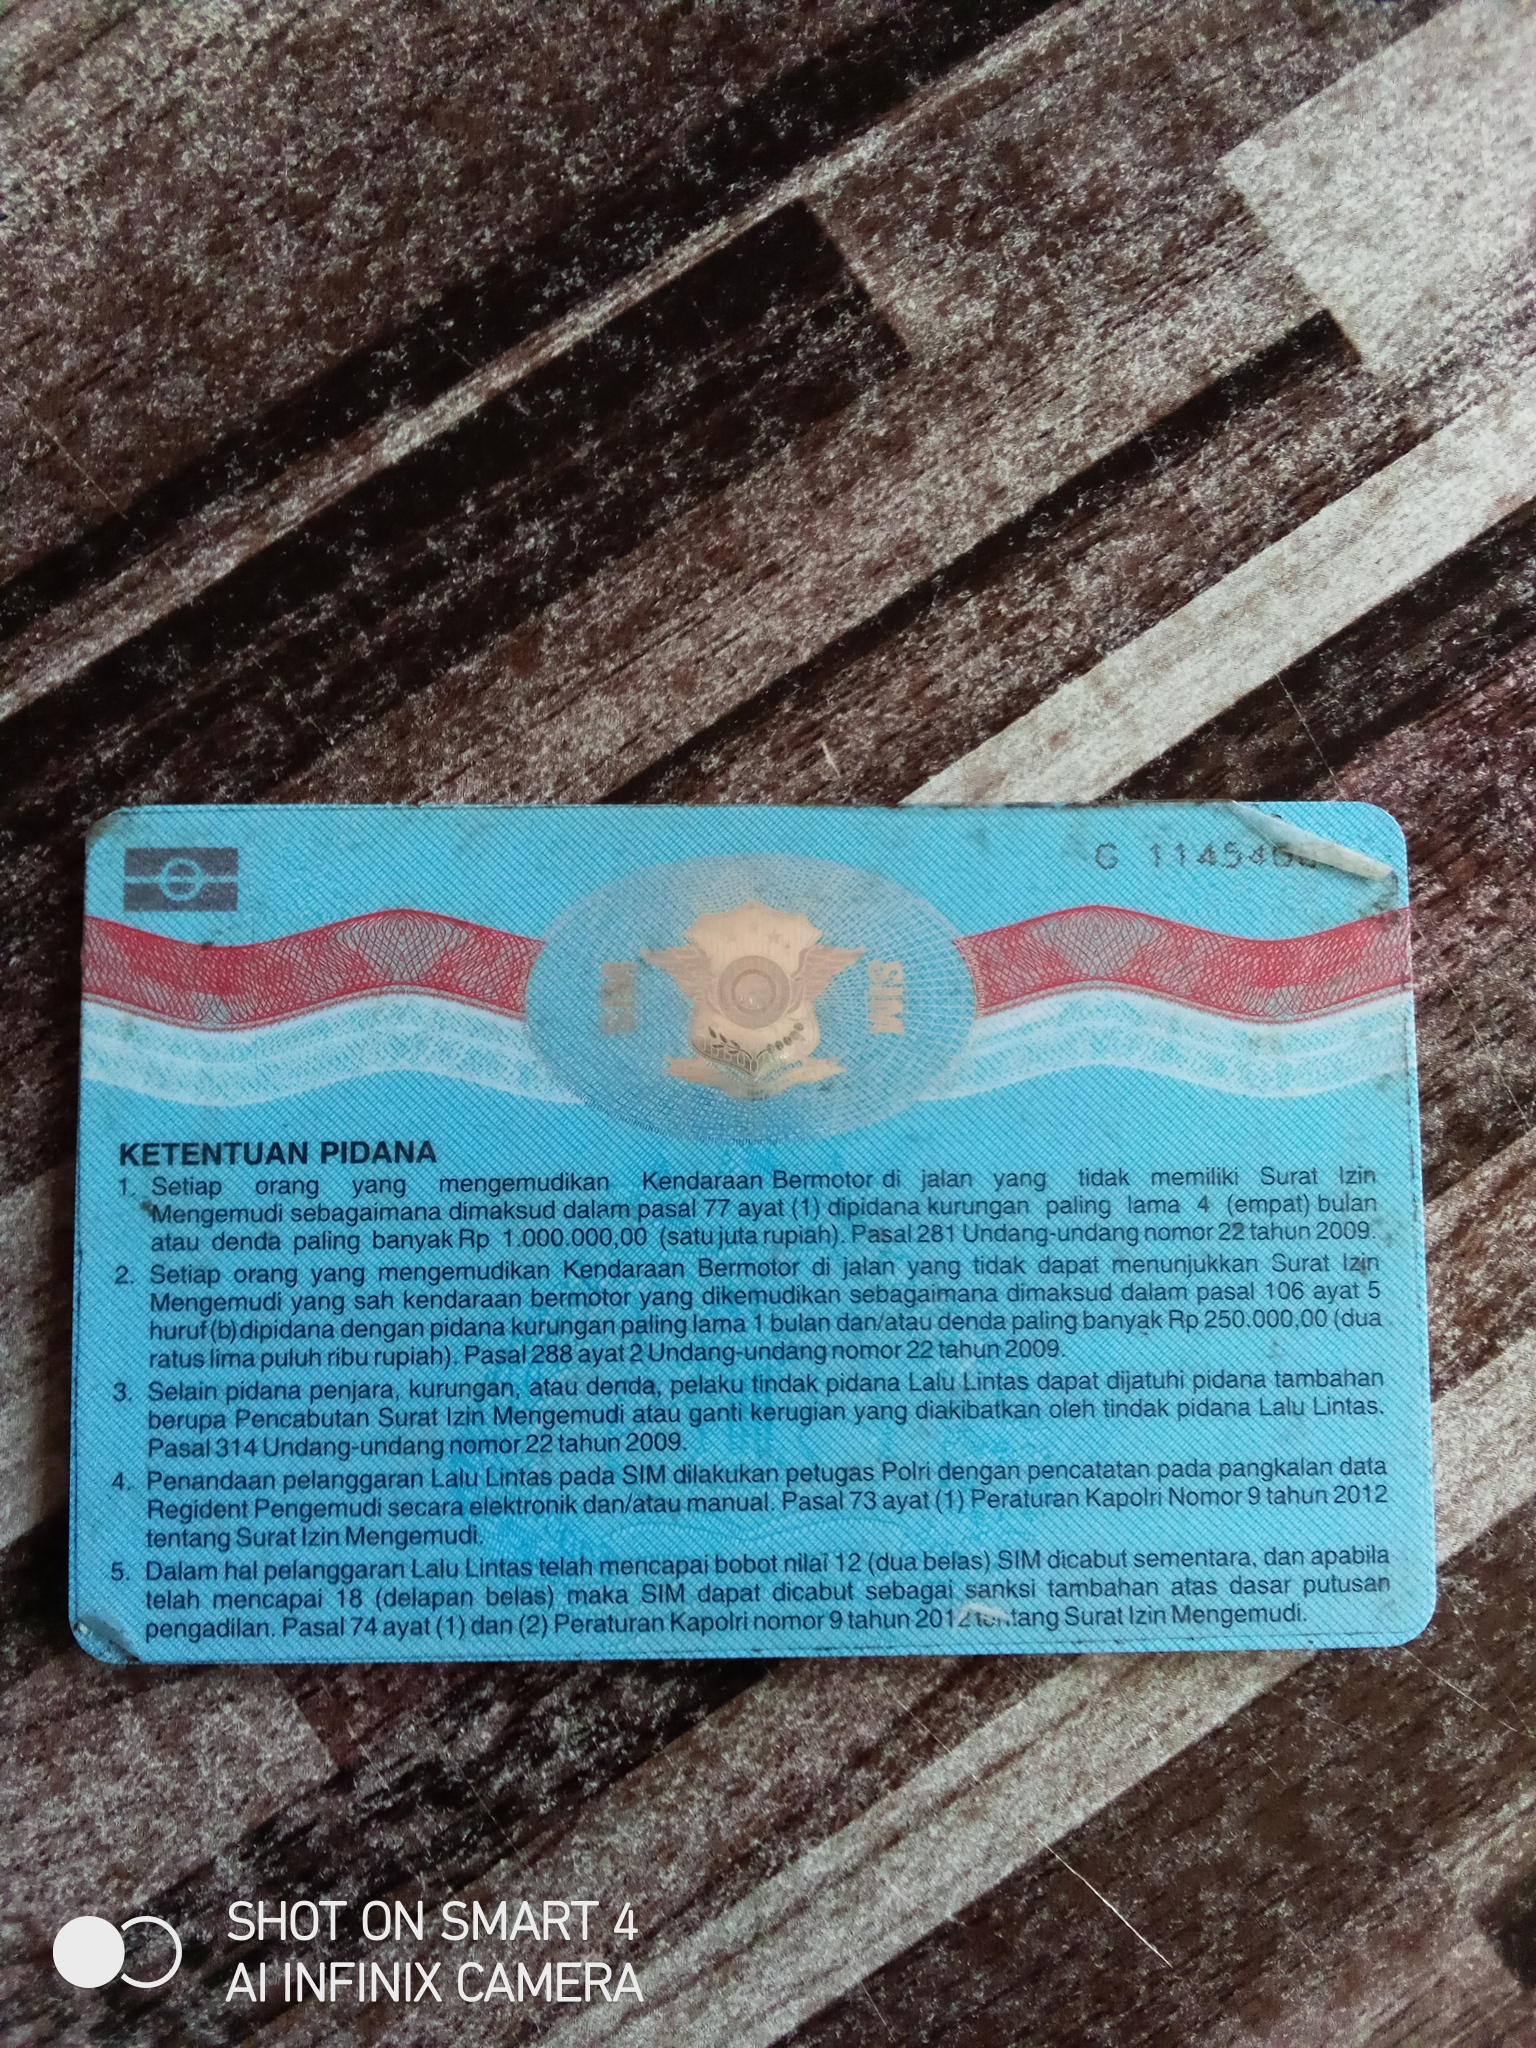 G 114546
SIM
KETENTUAN PIDANA
1. Setiap orang yang mengemudikan Kendaraan Bermotor di jalan yang tidak memiliki Surat Izin
Mengemudi sebagaimana dimaksud dalam pasal 77 ayat (1) dipidana kurungan paling lama 4 (empat) bulan
atau denda paling banyak Rp 1.000.000,00 (satu juta rupiah). Pasal 281 Undang-undang nomor 22 tahun 2009.
2. Setiap orang yang mengemudikan Kendaraan Bermotor di jalan yang tidak dapat menunjukkan Surat Izin
Mengemudi yang sah kendaraan bermotor yang dikemudikan sebagaimana dimaksud dalam pasal 106 ayat 5
huruf (b) dipidana dengan pidana kurungan paling lama 1 bulan dan/atau denda paling banyak Rp 250.000,00 (dua
ratus lima puluh ribu rupiah). Pasal 288 ayat 2 Undang-undang nomor 22 tahun 2009.
3. Selain pidana penjara, kurungan, atau denda, pelaku tindak pidana Lalu Lintas dapat dijatuhi pidana tambahan
berupa Pencabutan Surat Izin Mengemudi atau ganti kerugian yang diakibatkan oleh tindak pidana Lalu Lintas.
Pasal 314 Undang-undang nomor 22 tahun 2009.
4. Penandaan pelanggaran Lalu Lintas pada SIM dilakukan petugas Polri dengan pencatatan pada pangkalan data
Regident Pengemudi secara elektronik dan/atau manual. Pasal 73 ayat (1) Peraturan Kapolri Nomor 9 tahun 2012
tentang Surat Izin Mengemudi.
5. Dalam hal pelanggaran Lalu Lintas telah mencapai bobot nilai 12 (dua belas) SIM dicabut sementara, dan apabila
telah mencapai 18 (delapan belas) maka SIM dapat dicabut sebagai sanksi tambahan atas dasar putusan
pengadilan. Pasal 74 ayat (1) dan (2) Peraturan Kapolri nomor 9 tahun 2012 tentang Surat Izin Mengemudi.
SHOT ON SMART 4
AI INFINIX CAMERA